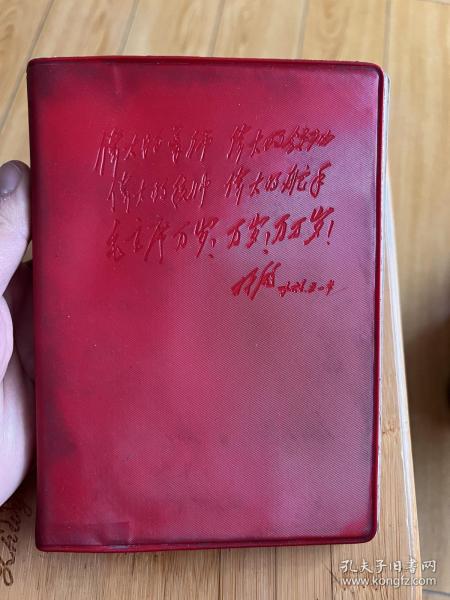 伟大的导师 伟大的领袖
伟大的统帅 伟大的舵手
毛主席万岁！万岁！万万岁！
林彪
孔夫子旧书网
www.kongfz.com